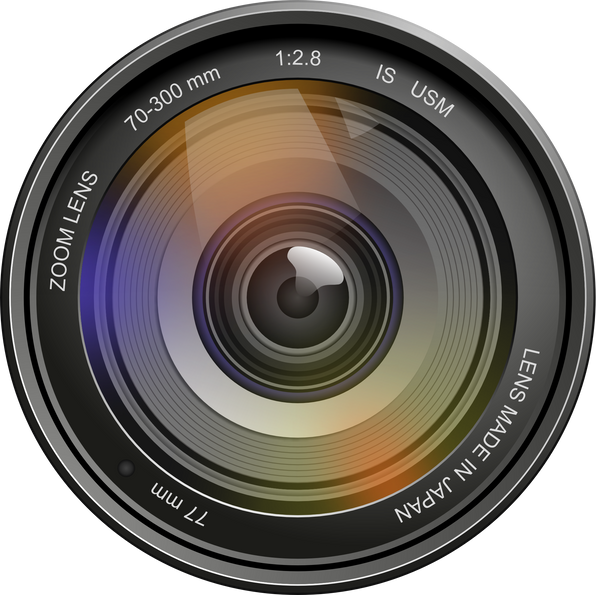 ZOOM LENS
70-300 mm
1:2.8
IS USM
LENS MADE IN JAPAN
77 mm